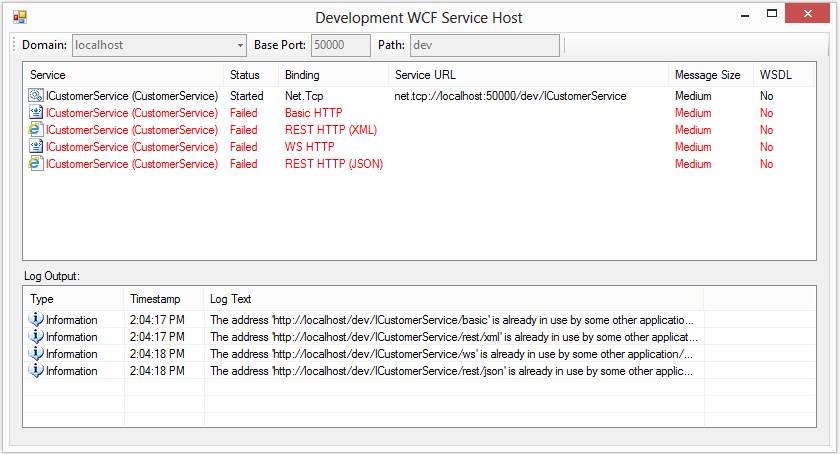 Development WCF Service Host
Domain: localhost Base Port: 50000 Path: dev
Service Status Binding Service URL Message Size WSDL
ICustomerService (CustomerService) Started Net.Tcp net.tcp://localhost:50000/dev/ICustomerService Medium No
ICustomerService (CustomerService) Failed Basic HTTP Medium No
ICustomerService (CustomerService) Failed REST HTTP (XML) Medium No
ICustomerService (CustomerService) Failed WS HTTP Medium No
ICustomerService (CustomerService) Failed REST HTTP (JSON) Medium No
Log Output:
Type Timestamp Log Text
Information 2:04:17 PM The address 'http://localhost/dev/ICustomerService/basic' is already in use by some other applicatio...
Information 2:04:17 PM The address 'http://localhost/dev/ICustomerService/rest/xml' is already in use by some other applicat...
Information 2:04:18 PM The address 'http://localhost/dev/ICustomerService/ws' is already in use by some other application/...
Information 2:04:18 PM The address 'http://localhost/dev/ICustomerService/rest/json' is already in use by some other applic...